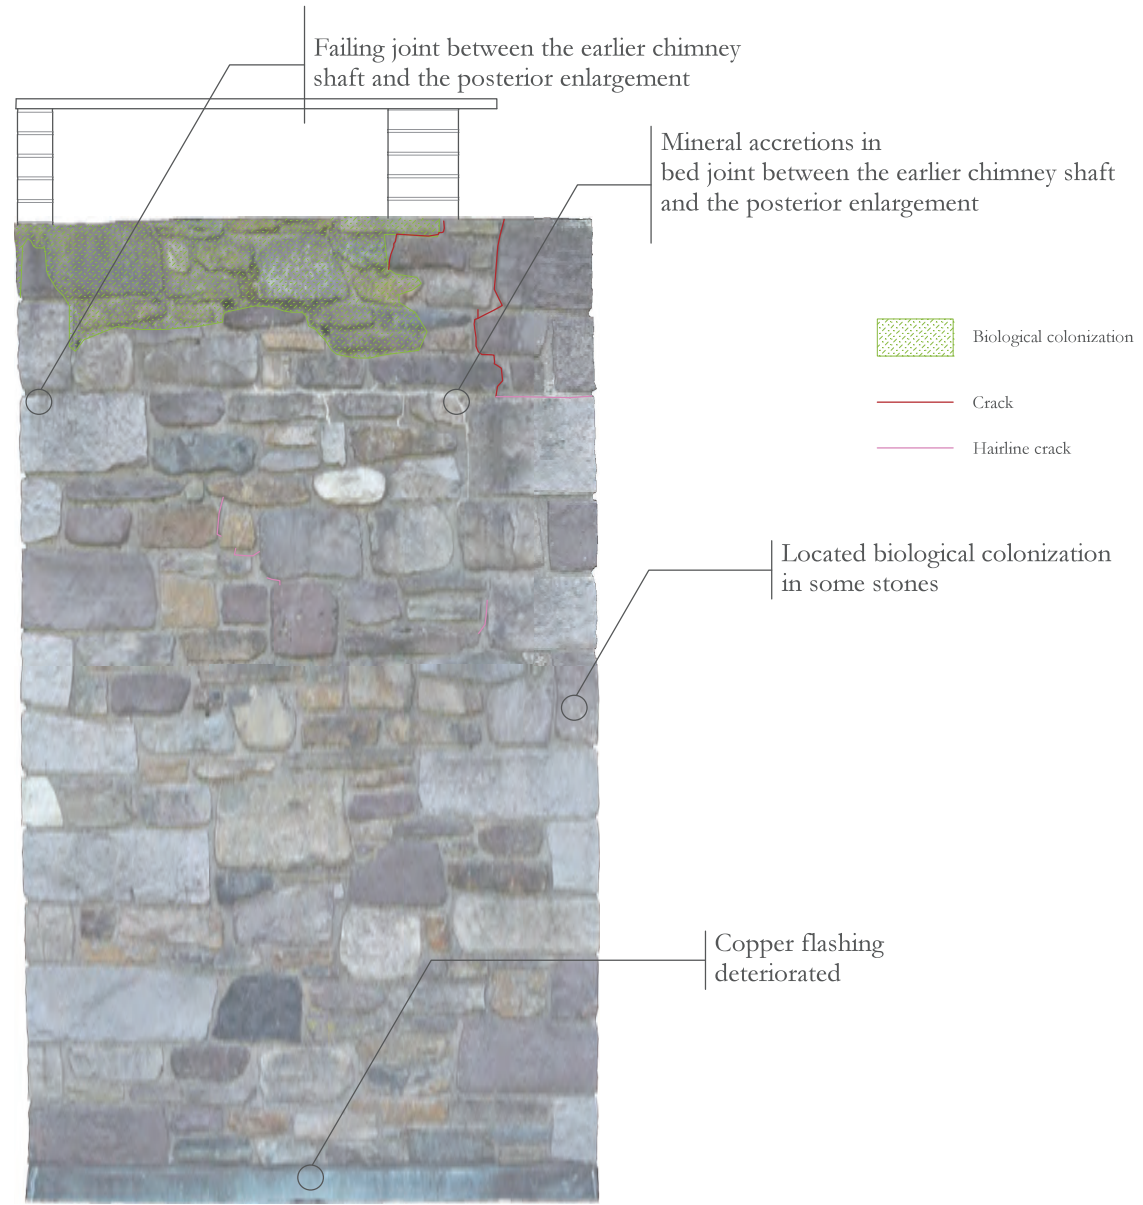 Failing joint between the earlier chimney
shaft and the posterior enlargement
Mineral accretions in
bed joint between the earlier chimney shaft
and the posterior enlargement
Biological colonization
Crack
Hairline crack
Located biological colonization
in some stones
Copper flashing
deteriorated